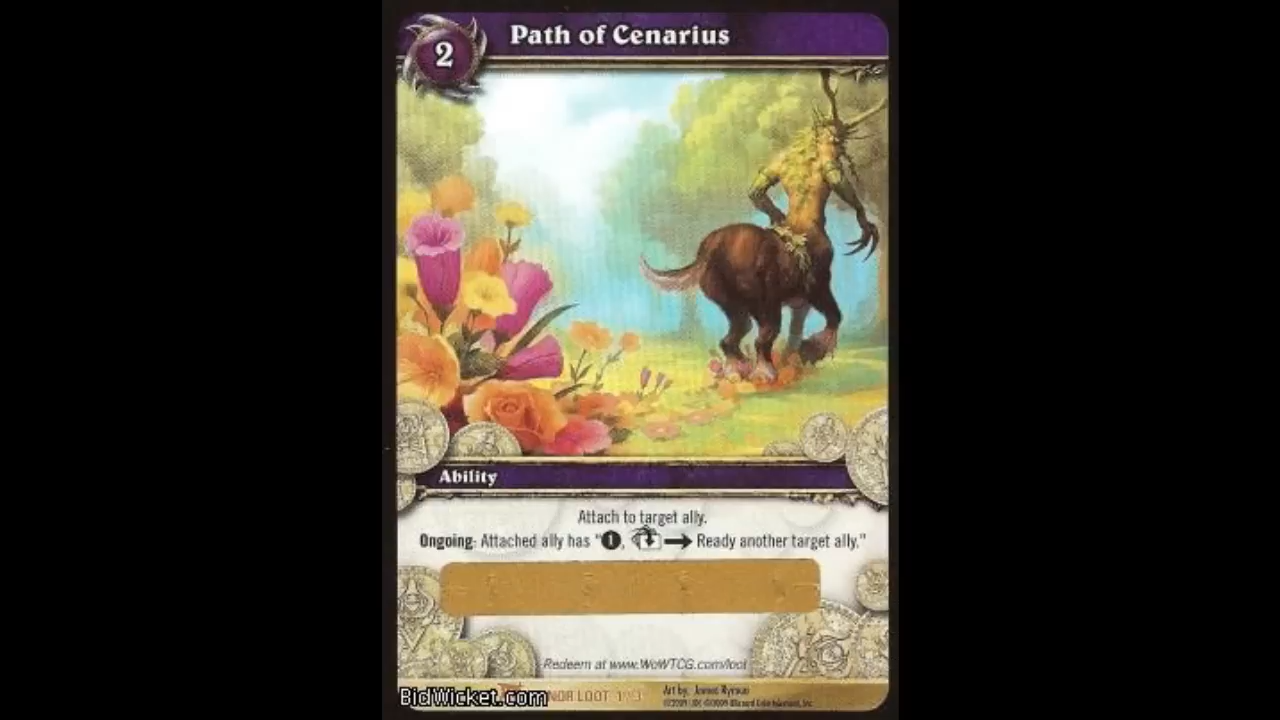 2
Path of Cenarius
Ability
Attach to target ally.
Ongoing: Attached ally has "1, → Ready another target ally."
Redeem at www.WoWTCG.com/loot
BidWicket.com LOOT
Art by: James Ryman